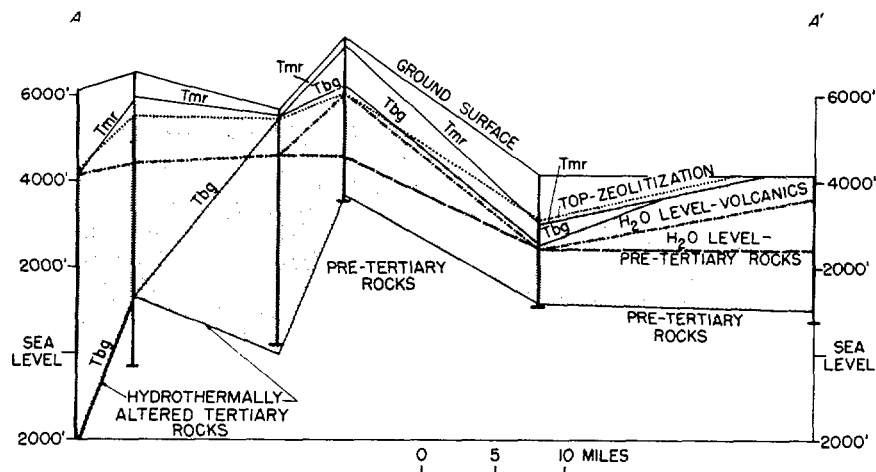 A
A'
6000'
4000'
2000'
SEA
LEVEL
2000'
Tmr
Tmr
Tmr
Tbg
Tbg
Tmr
GROUND SURFACE
Tbg
Tbg
PRE-TERTIARY
ROCKS
HYDROTHERMALLY
ALTERED TERTIARY
ROCKS
Tmr
TOP-ZEOLITIZATION
Tbg
H2O LEVEL-VOLCANICS
H2O LEVEL-
PRE-TERTIARY ROCKS
PRE-TERTIARY
ROCKS
6000'
4000'
2000'
SEA
LEVEL
2000'
0 5 10 MILES